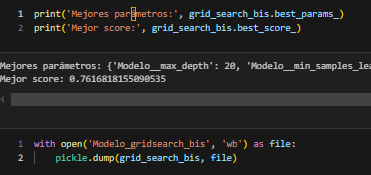 1 print('Mejores parámetros:', grid_search_bis.best_params_)
2 print('Mejor score:', grid_search_bis.best_score_)
Mejores parámetros: {'Modelo__max_depth': 20, 'Modelo__min_samples_lea
Mejor score: 0.7616818155090535
1 with open('Modelo_gridsearch_bis', 'wb') as file:
2 pickle.dump(grid_search_bis, file)